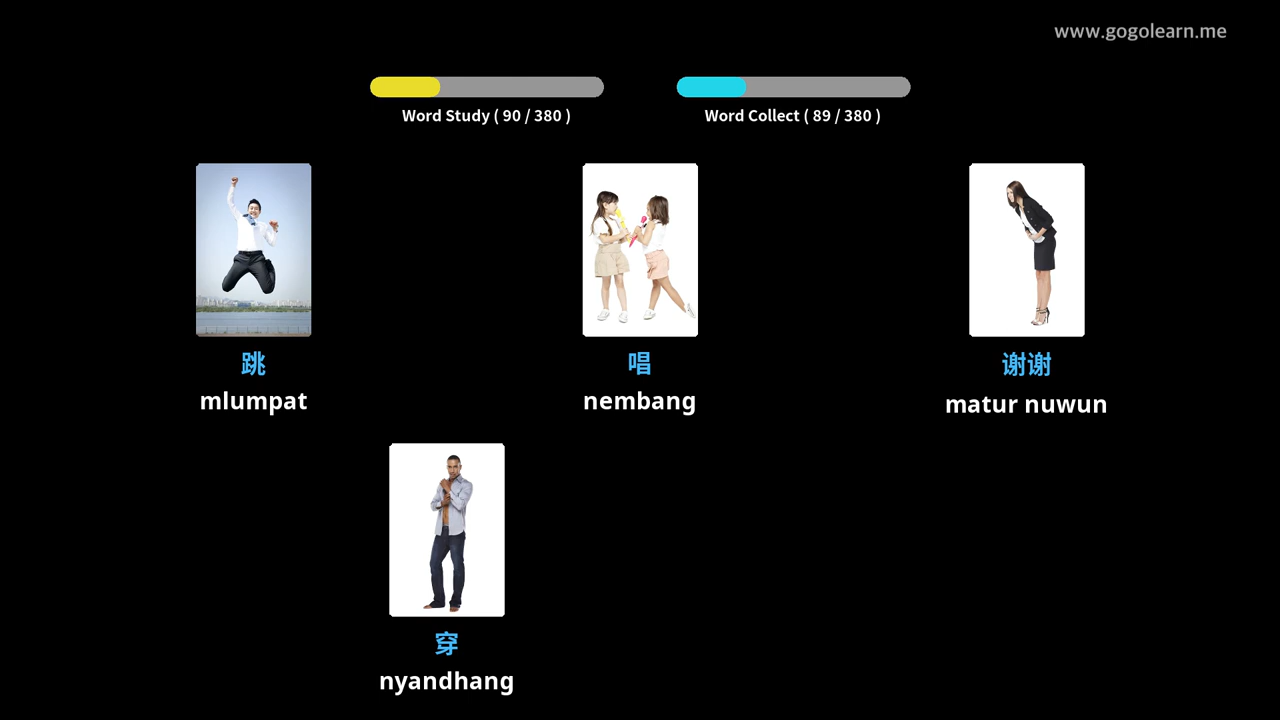 www.gogolearn.me
Word Study ( 90 / 380 )
Word Collect ( 89 / 380 )
跳
mlumpat
唱
nembang
谢谢
matur nuwun
穿
nyandhang